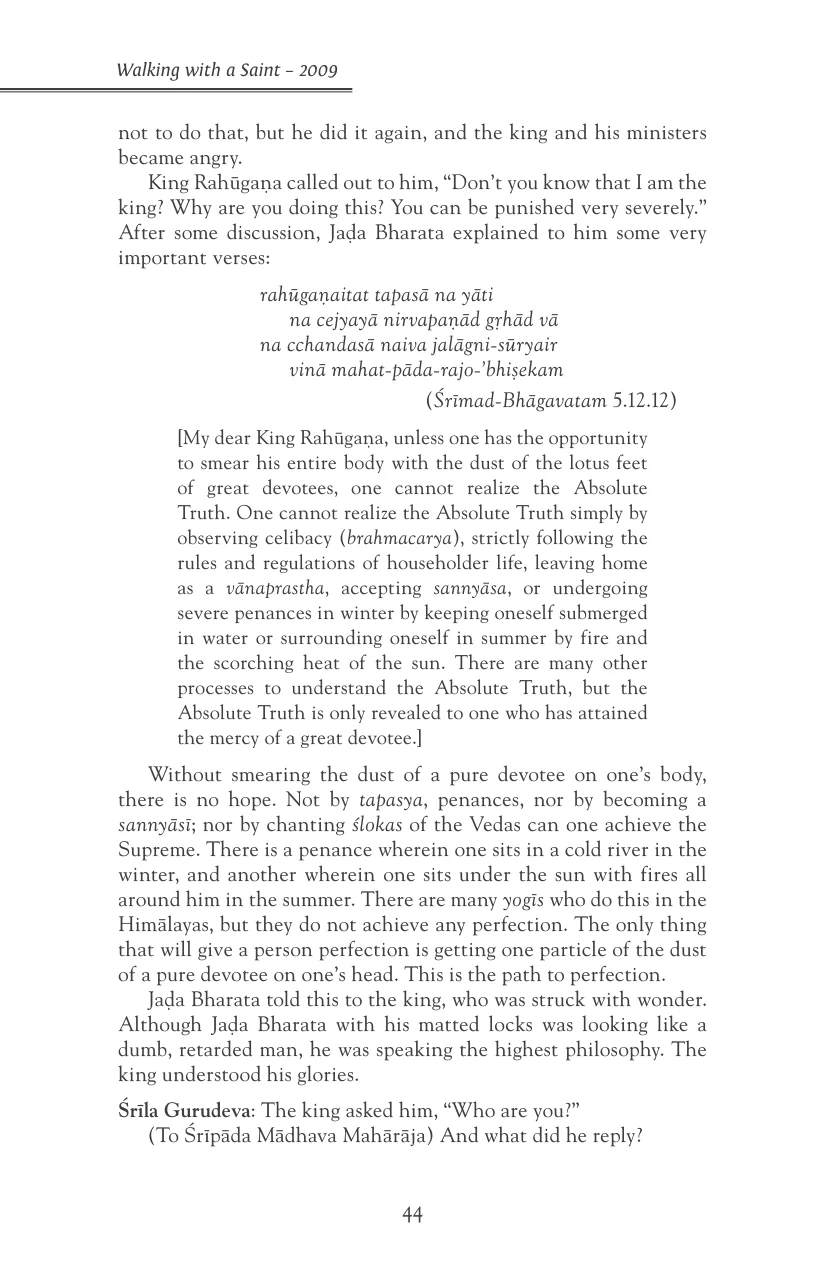 Walking with a Saint – 2009
not to do that, but he did it again, and the king and his ministers
became angry.
King Rahūgaṇa called out to him, “Don’t you know that I am the
king? Why are you doing this? You can be punished very severely.”
After some discussion, Jaḍa Bharata explained to him some very
important verses:
rahūgaṇaitat tapasā na yāti
na cejyayā nirvapaṇād gṛhād vā
na cchandasā naiva jalāgni-sūryair
vinā mahat-pāda-rajo-’bhiṣekam
(Śrīmad-Bhāgavatam 5.12.12)
[My dear King Rahūgaṇa, unless one has the opportunity
to smear his entire body with the dust of the lotus feet
of great devotees, one cannot realize the Absolute
Truth. One cannot realize the Absolute Truth simply by
observing celibacy (brahmacarya), strictly following the
rules and regulations of householder life, leaving home
as a vānaprastha, accepting sannyāsa, or undergoing
severe penances in winter by keeping oneself submerged
in water or surrounding oneself in summer by fire and
the scorching heat of the sun. There are many other
processes to understand the Absolute Truth, but the
Absolute Truth is only revealed to one who has attained
the mercy of a great devotee.]
Without smearing the dust of a pure devotee on one’s body,
there is no hope. Not by tapasya, penances, nor by becoming a
sannyāsī; nor by chanting ślokas of the Vedas can one achieve the
Supreme. There is a penance wherein one sits in a cold river in the
winter, and another wherein one sits under the sun with fires all
around him in the summer. There are many yogīs who do this in the
Himālayas, but they do not achieve any perfection. The only thing
that will give a person perfection is getting one particle of the dust
of a pure devotee on one’s head. This is the path to perfection.
Jaḍa Bharata told this to the king, who was struck with wonder.
Although Jaḍa Bharata with his matted locks was looking like a
dumb, retarded man, he was speaking the highest philosophy. The
king understood his glories.
Śrīla Gurudeva: The king asked him, “Who are you?”
(To Śrīpāda Mādhava Mahārāja) And what did he reply?
44